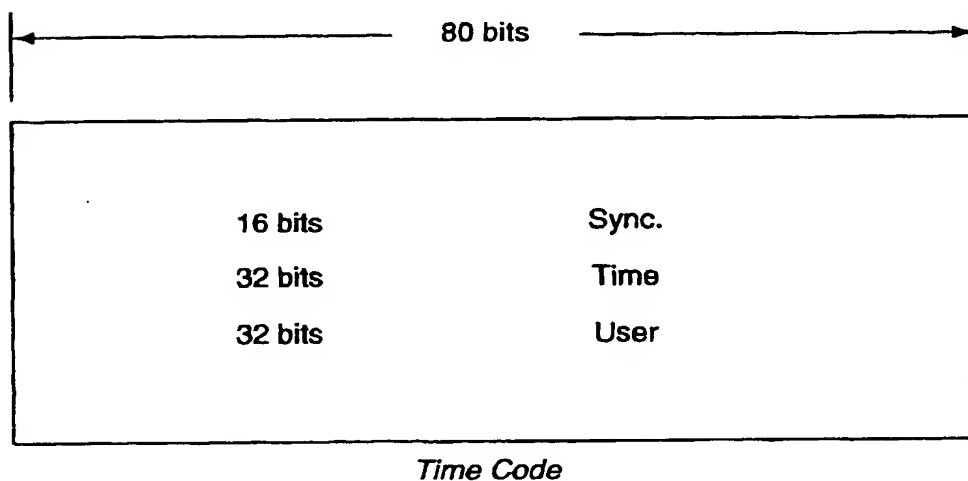 80 bits
16 bits Sync.
32 bits Time
32 bits User
Time Code